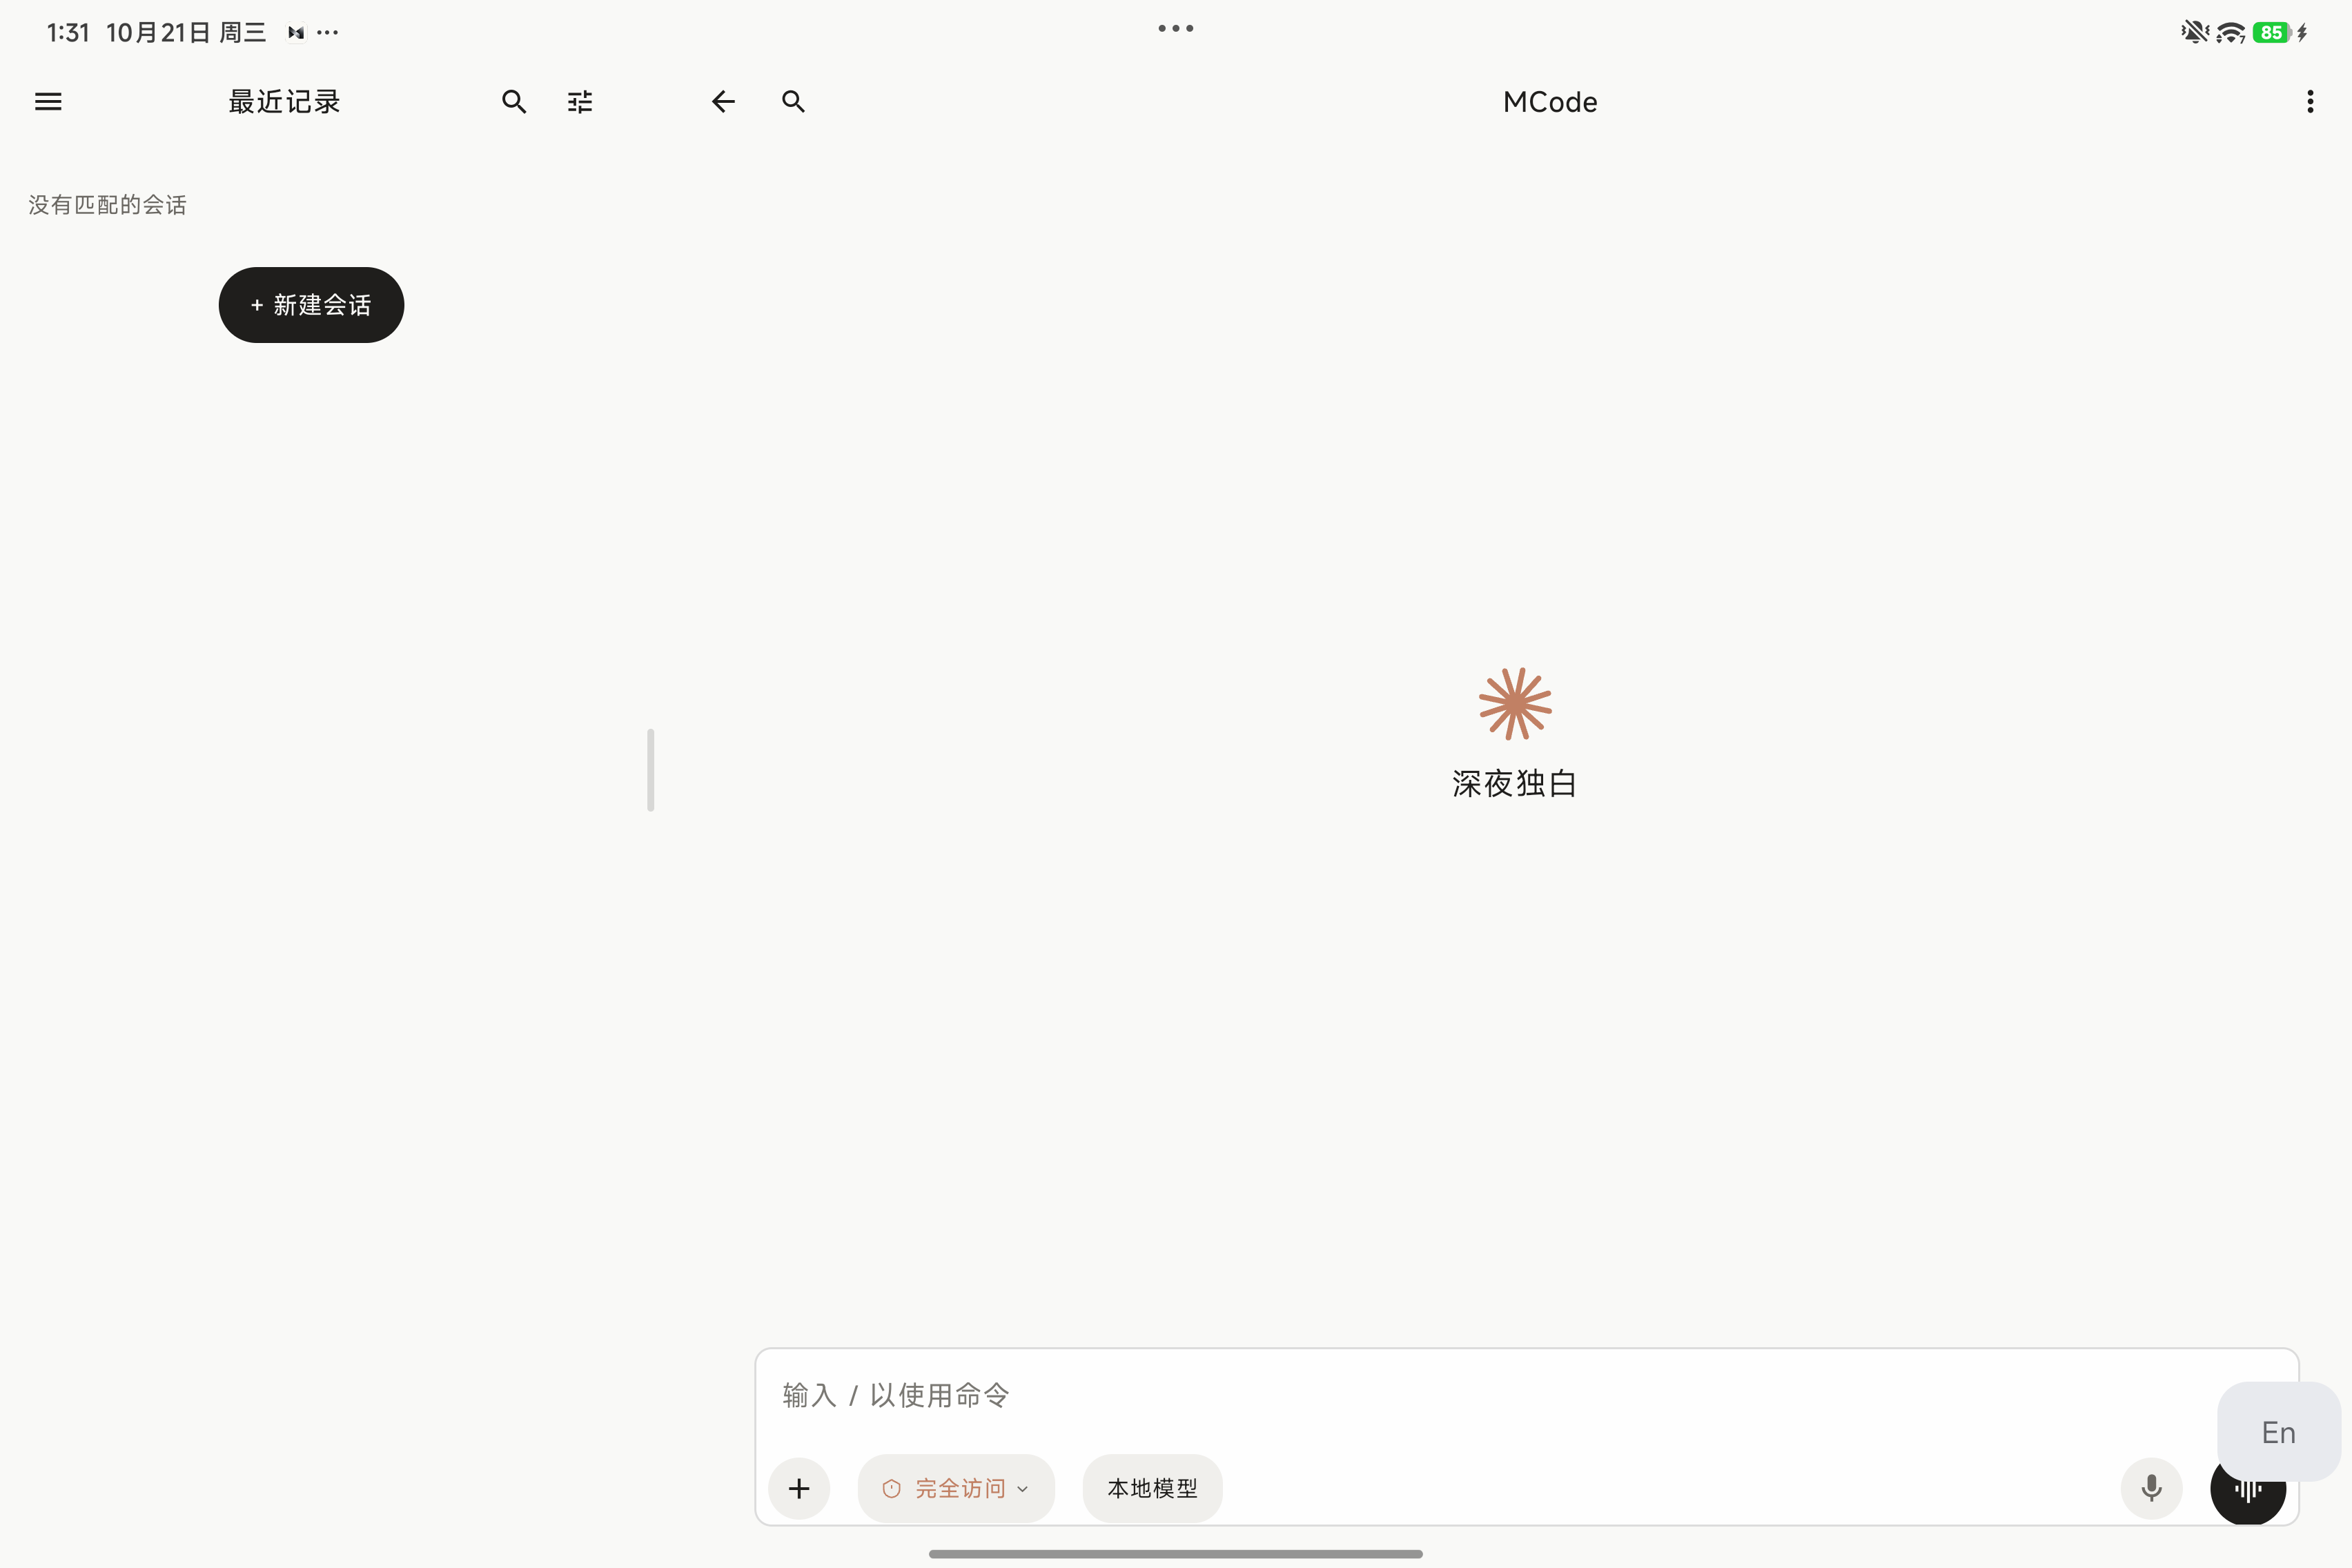 1:31 10月21日 周三
85
最近记录
MCode
没有匹配的会话
+ 新建会话
深夜独白
输入 / 以使用命令
En
完全访问
本地模型